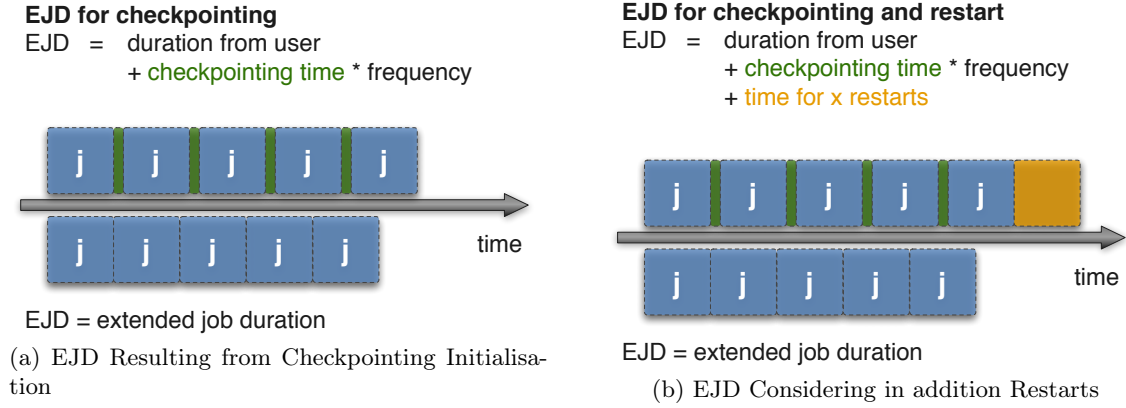 EJD for checkpointing
EJD = duration from user
+ checkpointing time * frequency
j j j j j
time
j j j j j
EJD = extended job duration
(a) EJD Resulting from Checkpointing Initialisa-
tion
EJD for checkpointing and restart
EJD = duration from user
+ checkpointing time * frequency
+ time for x restarts
j j j j j
time
j j j j j
EJD = extended job duration
(b) EJD Considering in addition Restarts